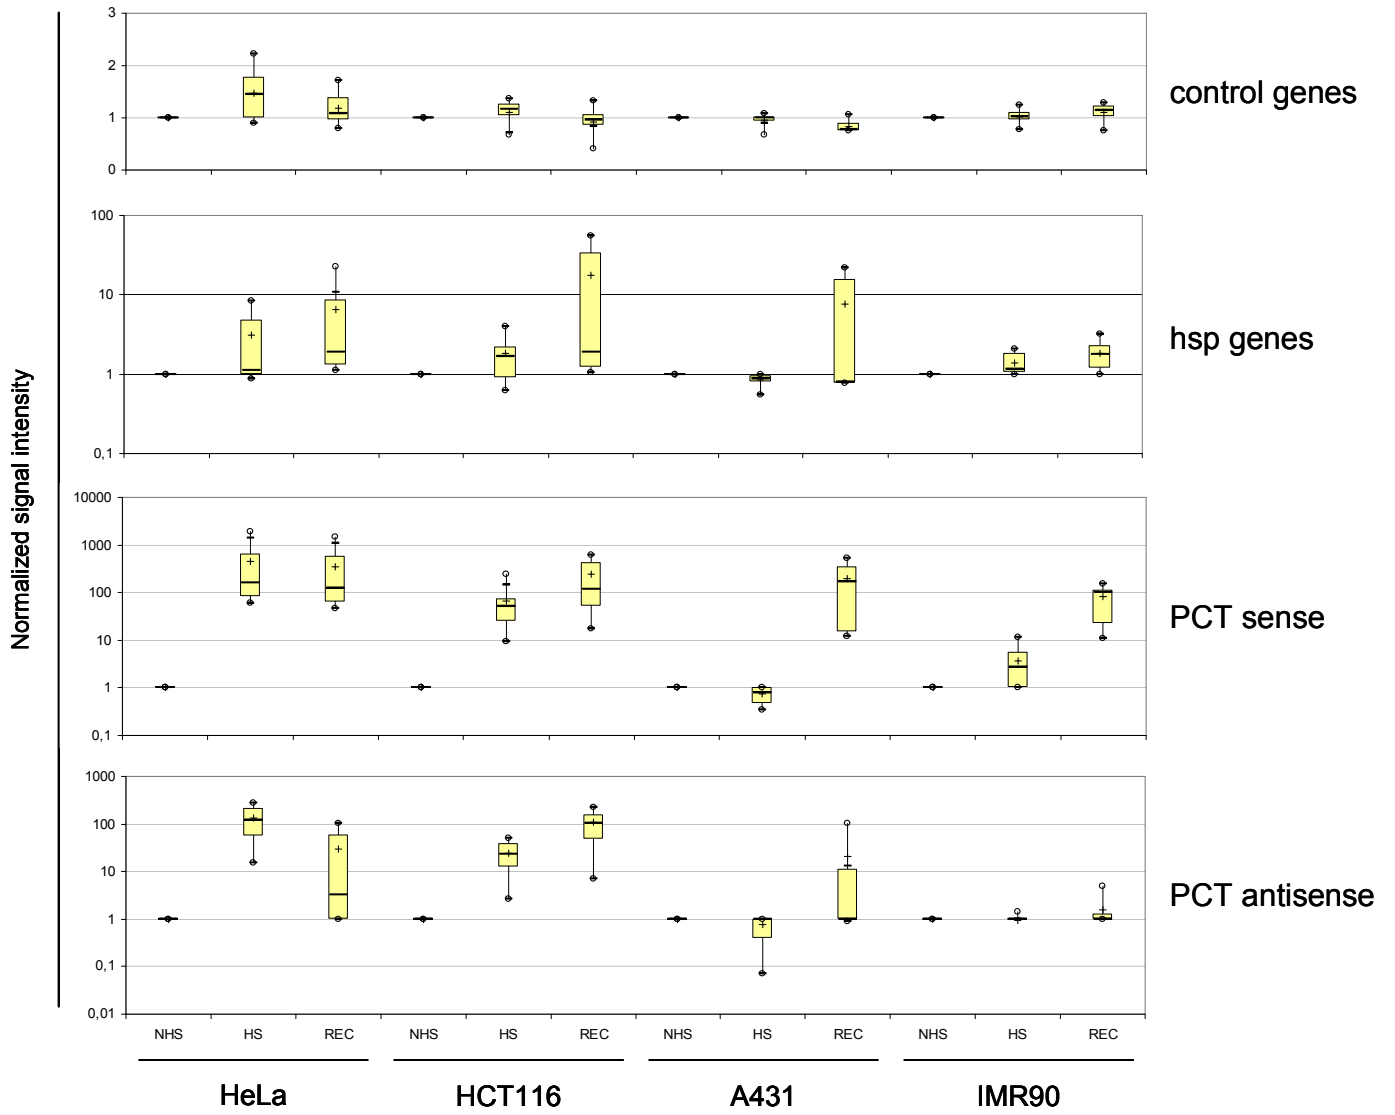 Normalized signal intensity
3
2
1
0
control genes
100
10
1
0,1
hsp genes
10000
1000
100
10
1
0,1
PCT sense
1000
100
10
1
0,1
0,01
PCT antisense
NHS HS REC NHS HS REC NHS HS REC NHS HS REC
HeLa HCT116 A431 IMR90